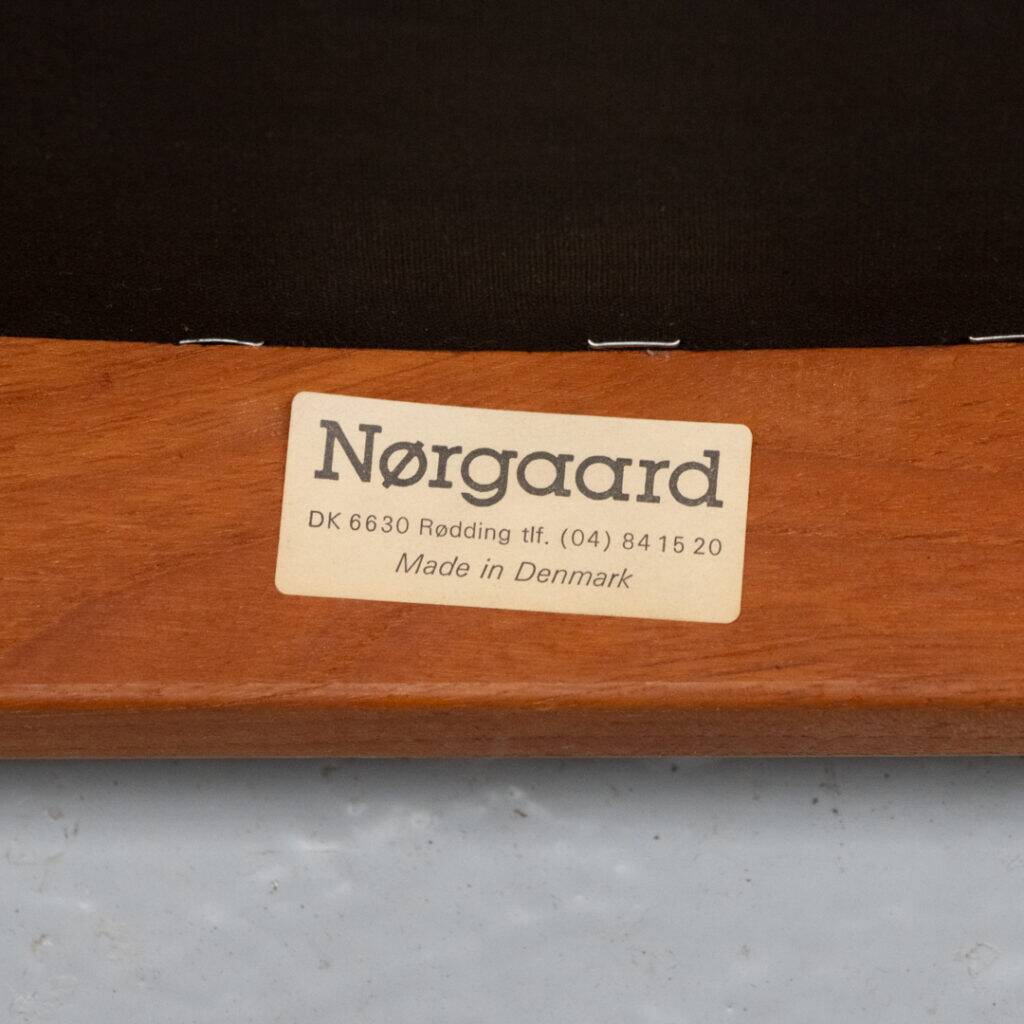 Nørgaard
DK 6630 Rødding tlf. (04) 84 15 20
Made in Denmark